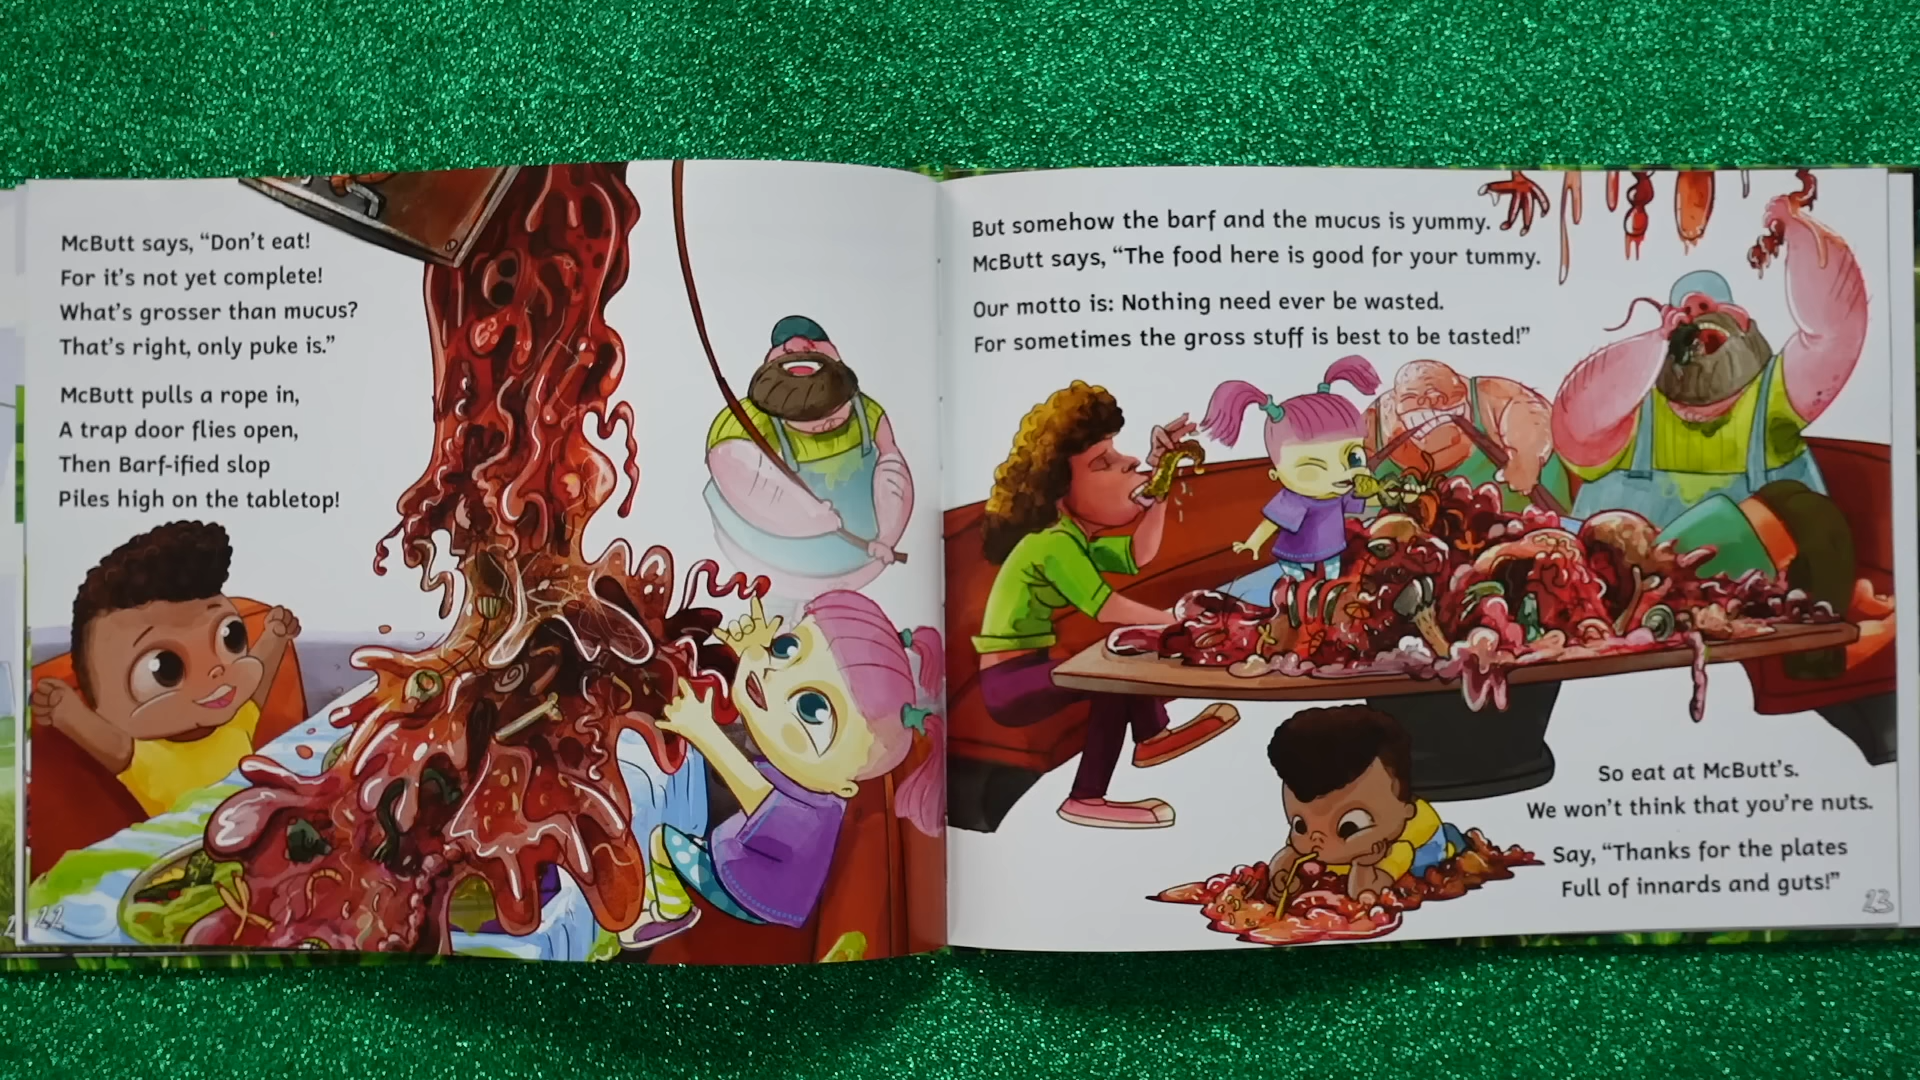 McButt says, “Don’t eat!
For it’s not yet complete!
What’s grosser than mucus?
That’s right, only puke is.”
McButt pulls a rope in,
A trap door flies open,
Then Barf-ified slop
Piles high on the tabletop!
22
But somehow the barf and the mucus is yummy.
McButt says, “The food here is good for your tummy.
Our motto is: Nothing need ever be wasted.
For sometimes the gross stuff is best to be tasted!”
So eat at McButt’s.
We won’t think that you’re nuts.
Say, “Thanks for the plates
Full of innards and guts!”
23